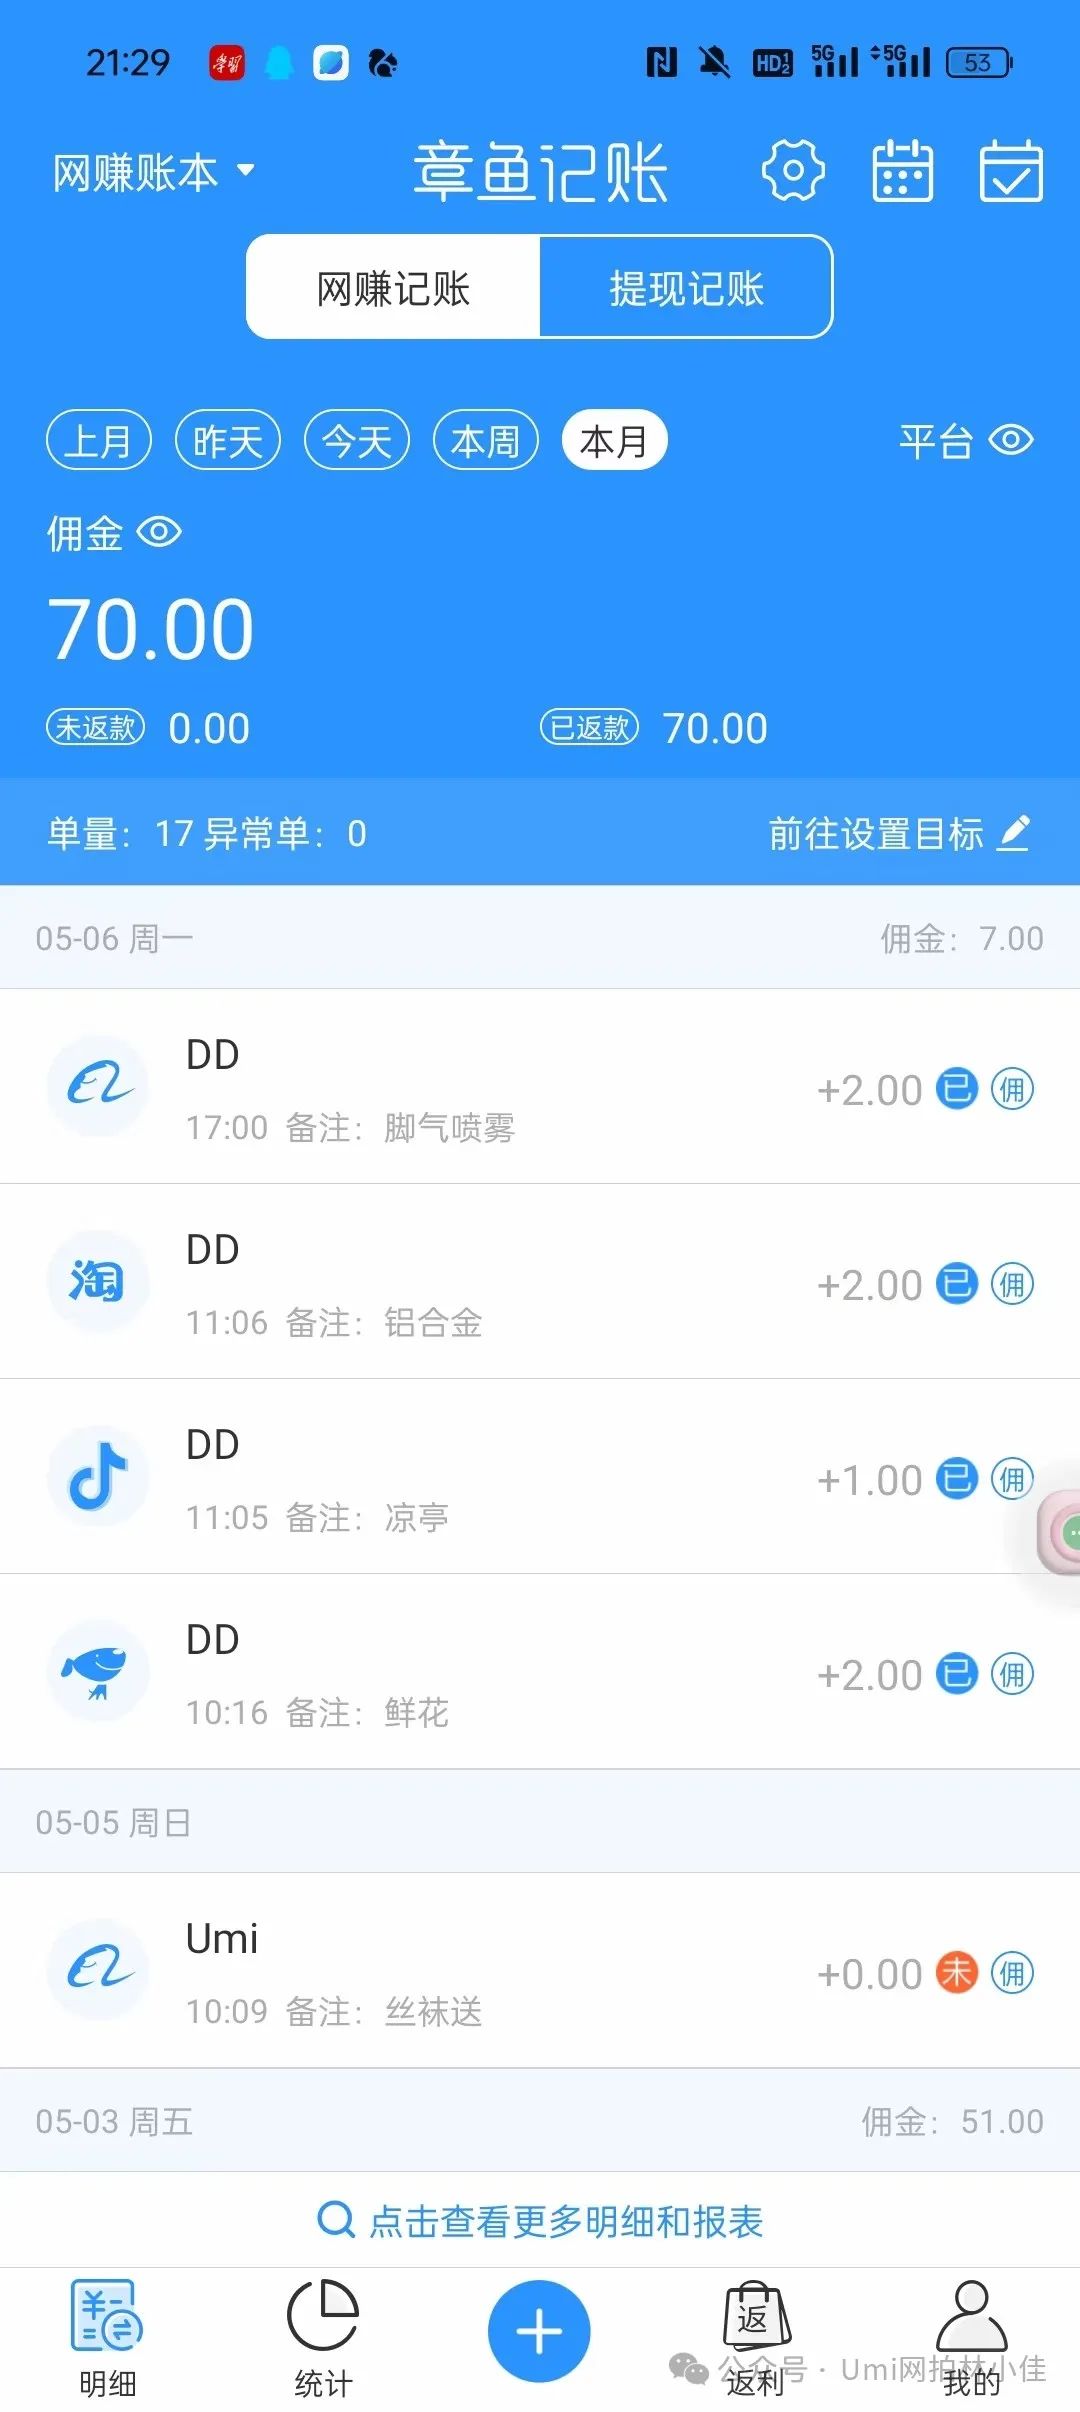 21:29 学习 HD 1 2 5G 5G 53
网赚账本 章鱼记账
网赚记账 提现记账
上月 昨天 今天 本周 本月 平台
佣金
70.00
未返款 0.00 已返款 70.00
单量：17 异常单：0 前往设置目标
05-06 周一 佣金：7.00
DD
+2.00 已 佣
17:00 备注：脚气喷雾
淘
DD
+2.00 已 佣
11:06 备注：铝合金
DD
+1.00 已 佣
11:05 备注：凉亭
DD
+2.00 已 佣
10:16 备注：鲜花
05-05 周日
Umi
+0.00 未 佣
10:09 备注：丝袜送
05-03 周五 佣金：51.00
点击查看更多明细和报表
返
公众号 · Umi网拍林小佳
明细 统计 返利 我的